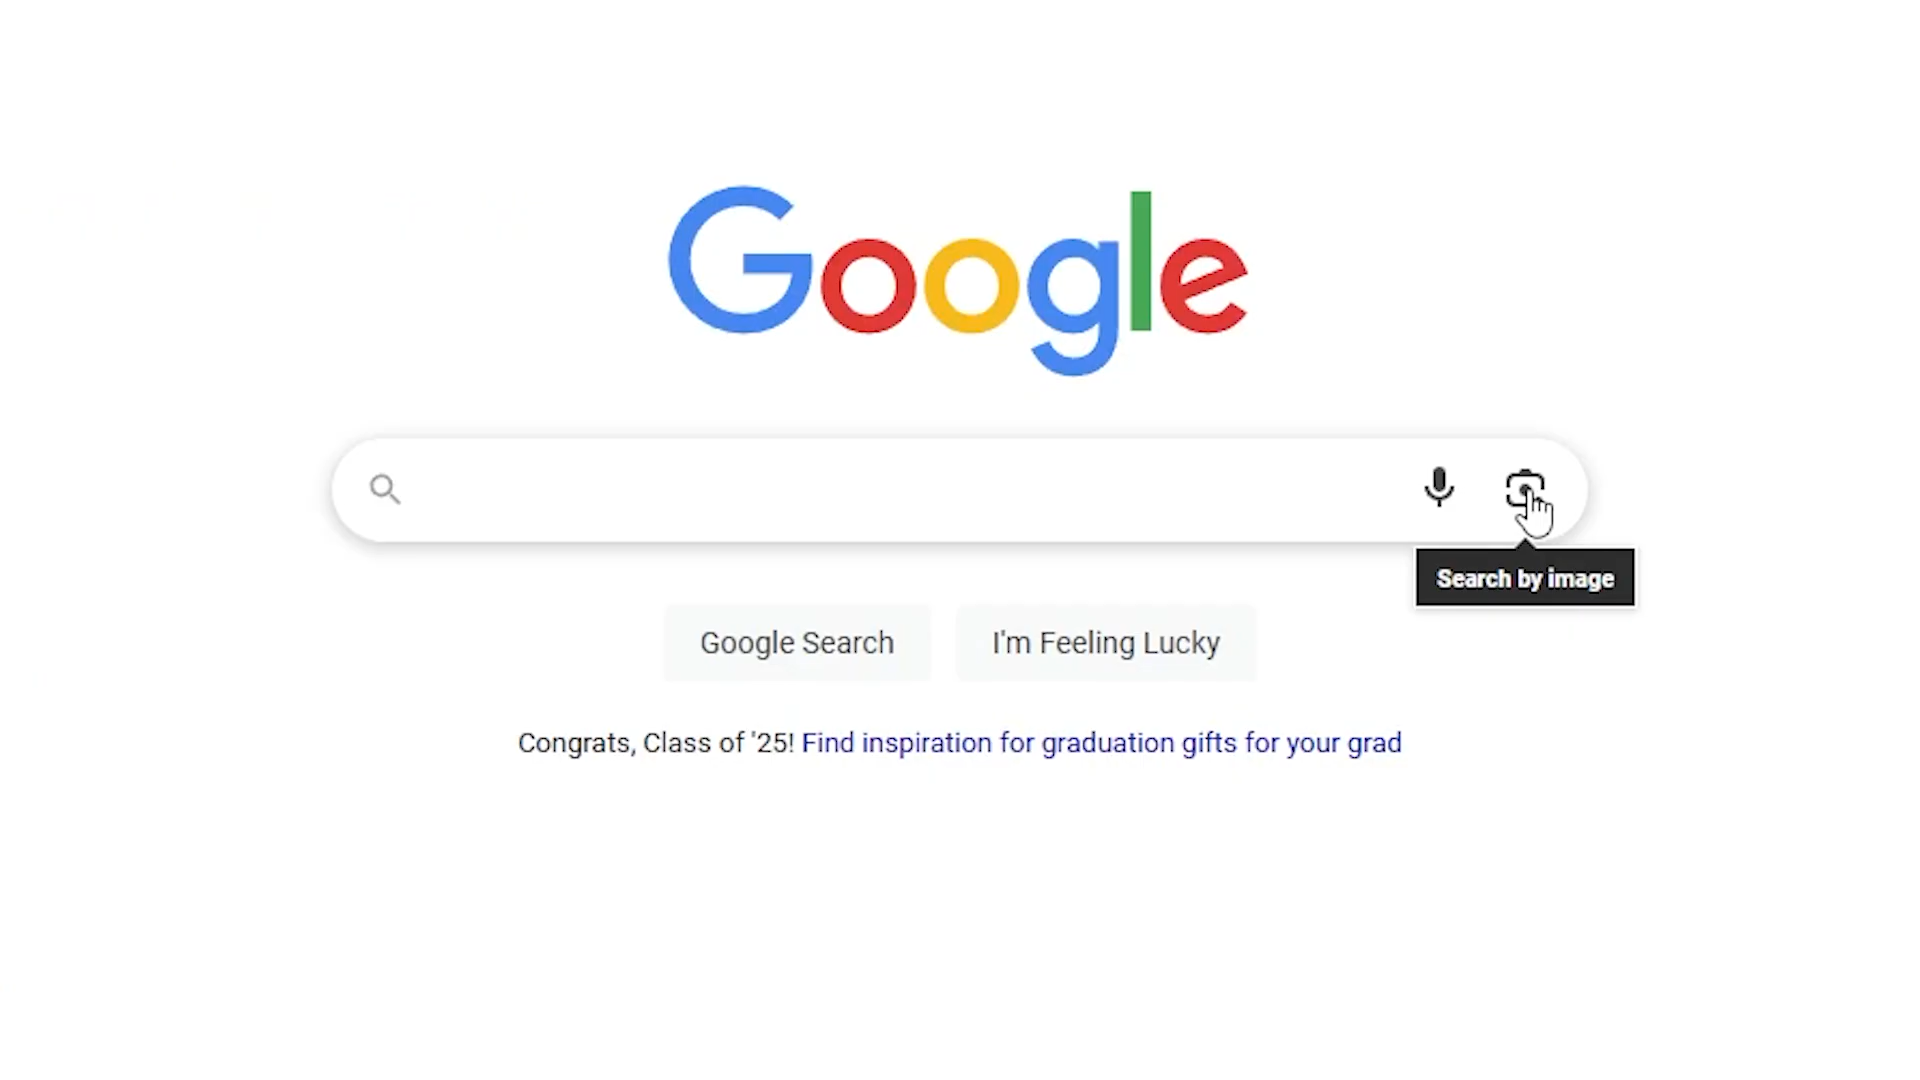 Google
Search by image
Google Search
I'm Feeling Lucky
Congrats, Class of '25! Find inspiration for graduation gifts for your grad